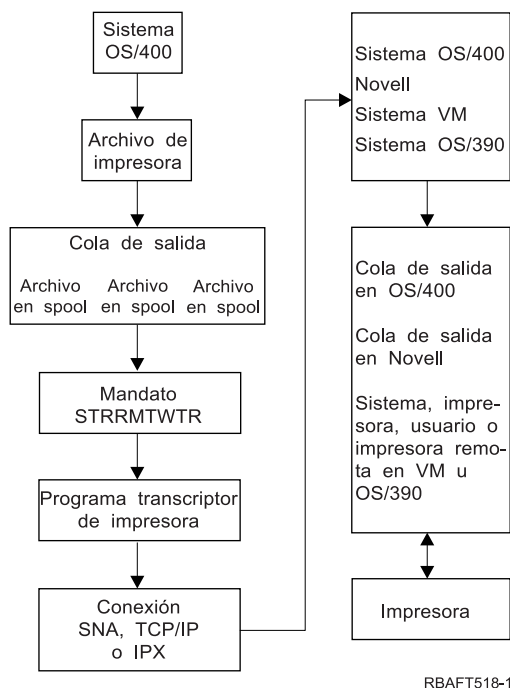 Sistema
OS/400
Archivo de
impresora
Cola de salida
Archivo Archivo Archivo
en spool en spool en spool
Mandato
STRRMTWTR
Programa transcriptor
de impresora
Conexión
SNA, TCP/IP
o IPX
Sistema OS/400
Novell
Sistema VM
Sistema OS/390
Cola de salida
en OS/400
Cola de salida
en Novell
Sistema, impre-
sora, usuario o
impresora remo-
ta en VM u
OS/390
Impresora
RBAFT518-1